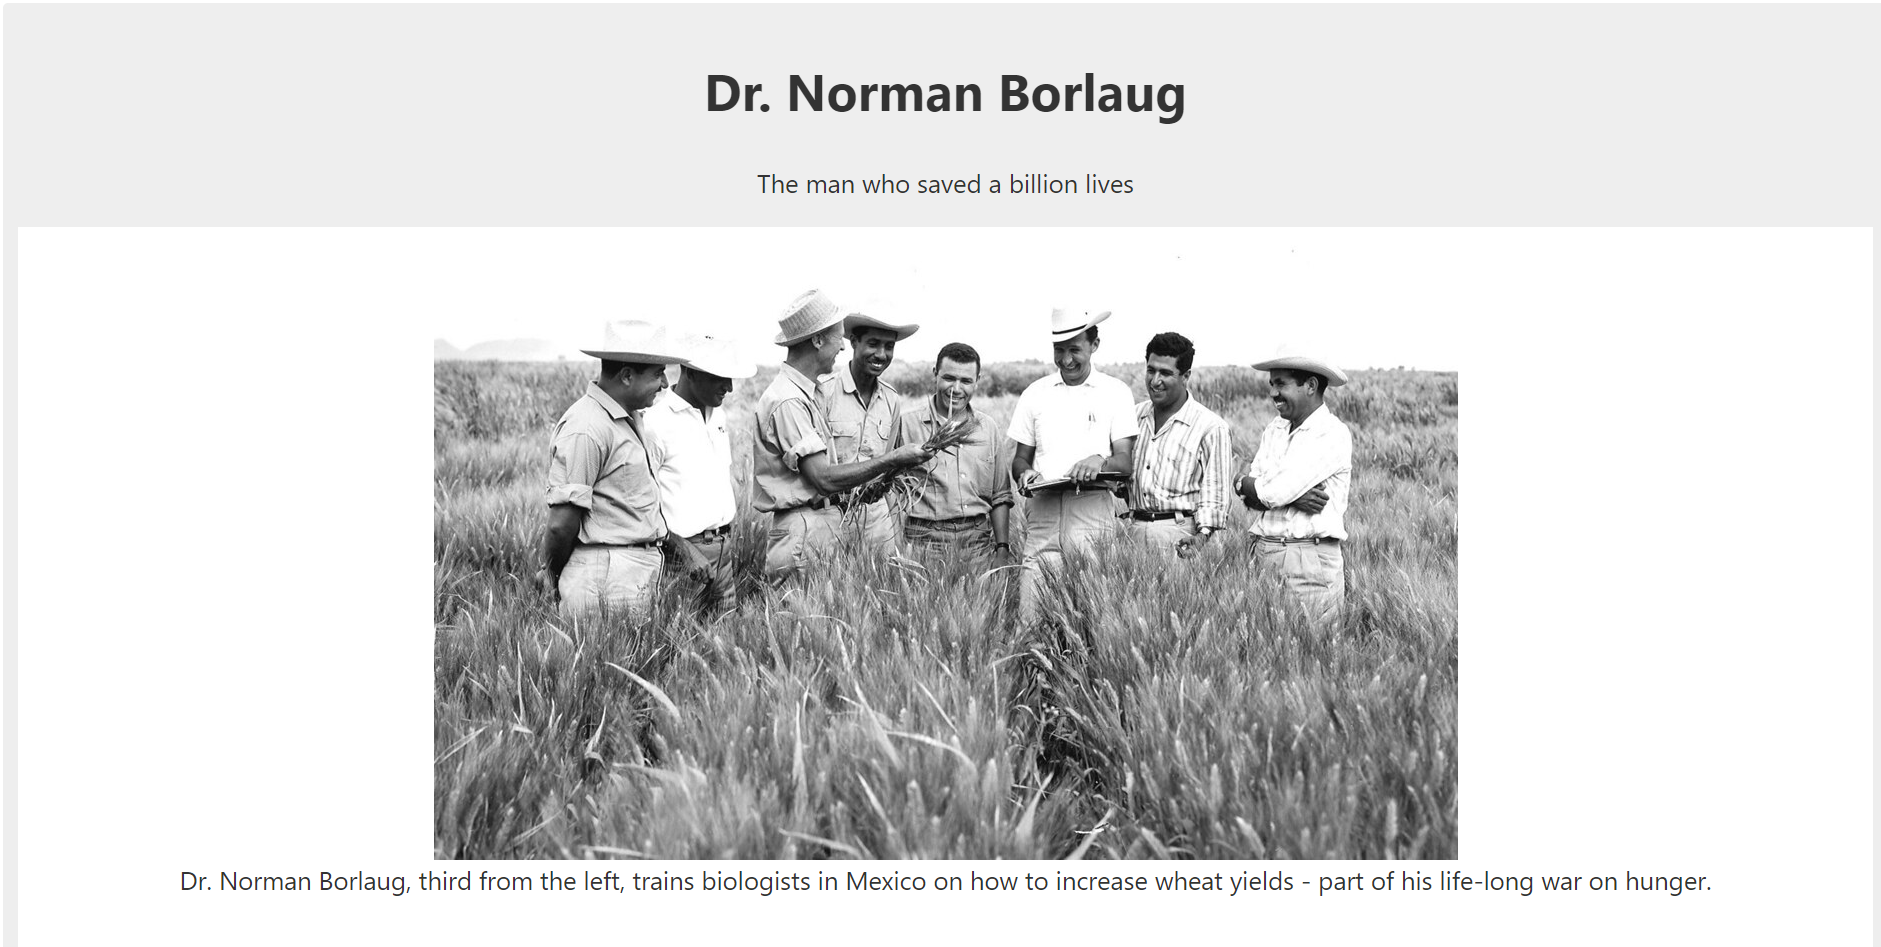 Dr. Norman Borlaug
The man who saved a billion lives
Dr. Norman Borlaug, third from the left, trains biologists in Mexico on how to increase wheat yields - part of his life-long war on hunger.